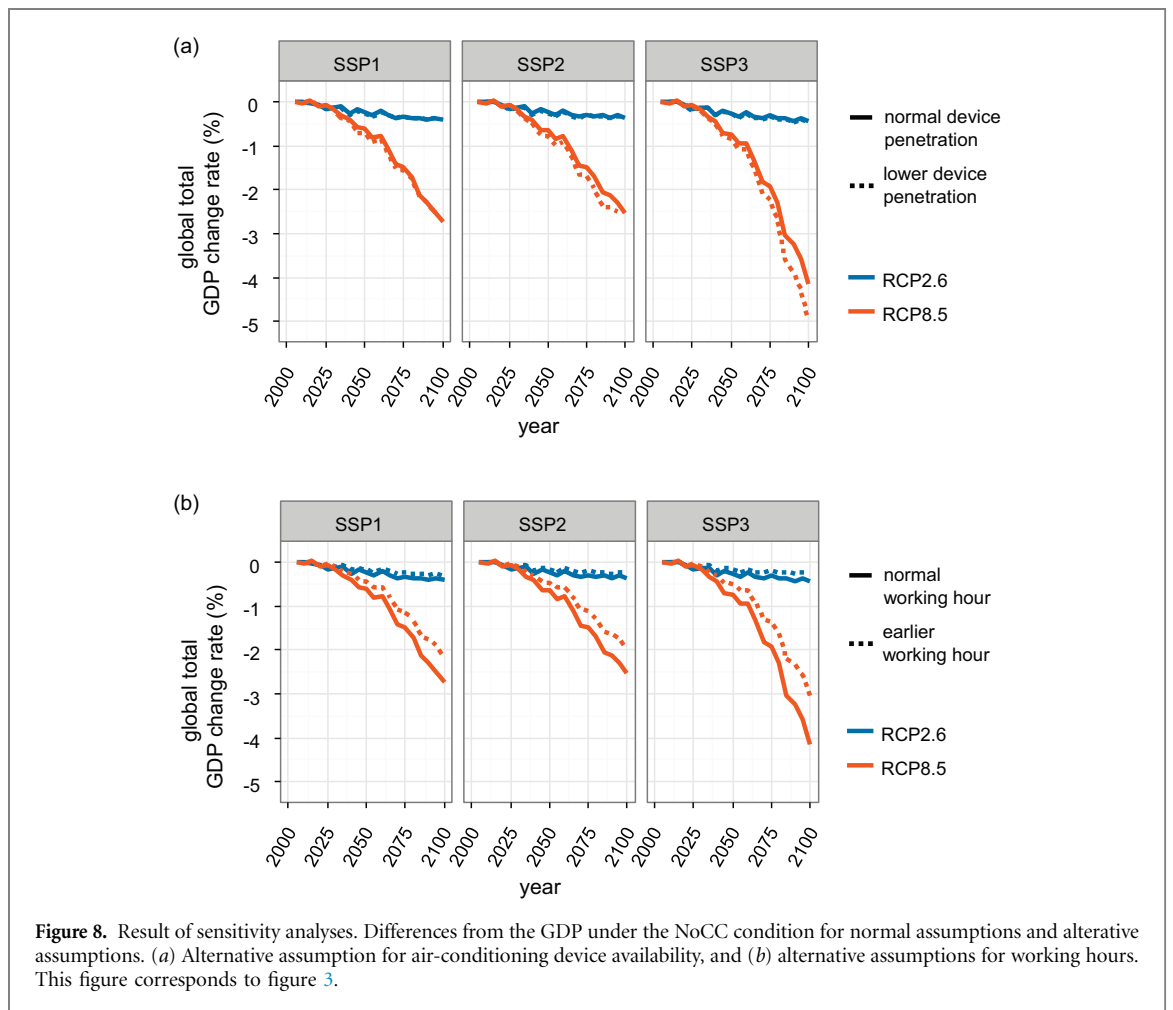 (a)
SSP1 SSP2 SSP3
0
-1
-2
-3
-4
-5
global total
GDP change rate (%)
2000 2025 2050 2075 2100 2000 2025 2050 2075 2100 2000 2025 2050 2075 2100
year
normal device
penetration
lower device
penetration
RCP2.6
RCP8.5
(b)
SSP1 SSP2 SSP3
0
-1
-2
-3
-4
-5
global total
GDP change rate (%)
2000 2025 2050 2075 2100 2000 2025 2050 2075 2100 2000 2025 2050 2075 2100
year
normal
working hour
earlier
working hour
RCP2.6
RCP8.5
Figure 8. Result of sensitivity analyses. Differences from the GDP under the NoCC condition for normal assumptions and alterative
assumptions. (a) Alternative assumption for air-conditioning device availability, and (b) alternative assumptions for working hours.
This figure corresponds to figure 3.